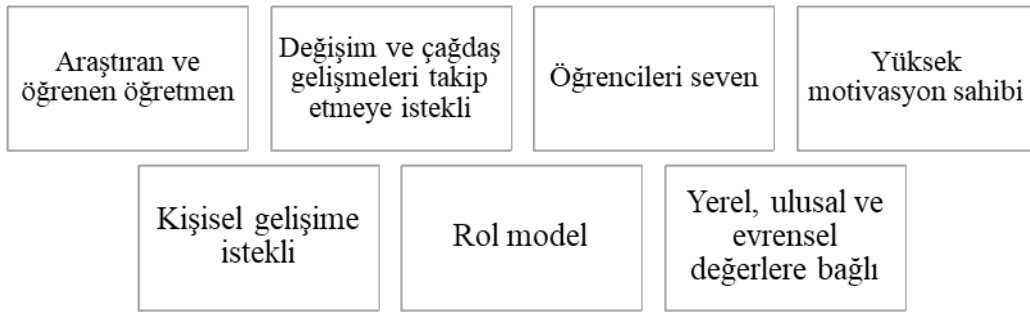 Araştıran ve
öğrenen öğretmen
Değişim ve çağdaş
gelişmeleri takip
etmeye istekli
Öğrencileri seven
Yüksek
motivasyon sahibi
Kişisel gelişime
istekli
Rol model
Yerel, ulusal ve
evrensel
değerlere bağlı